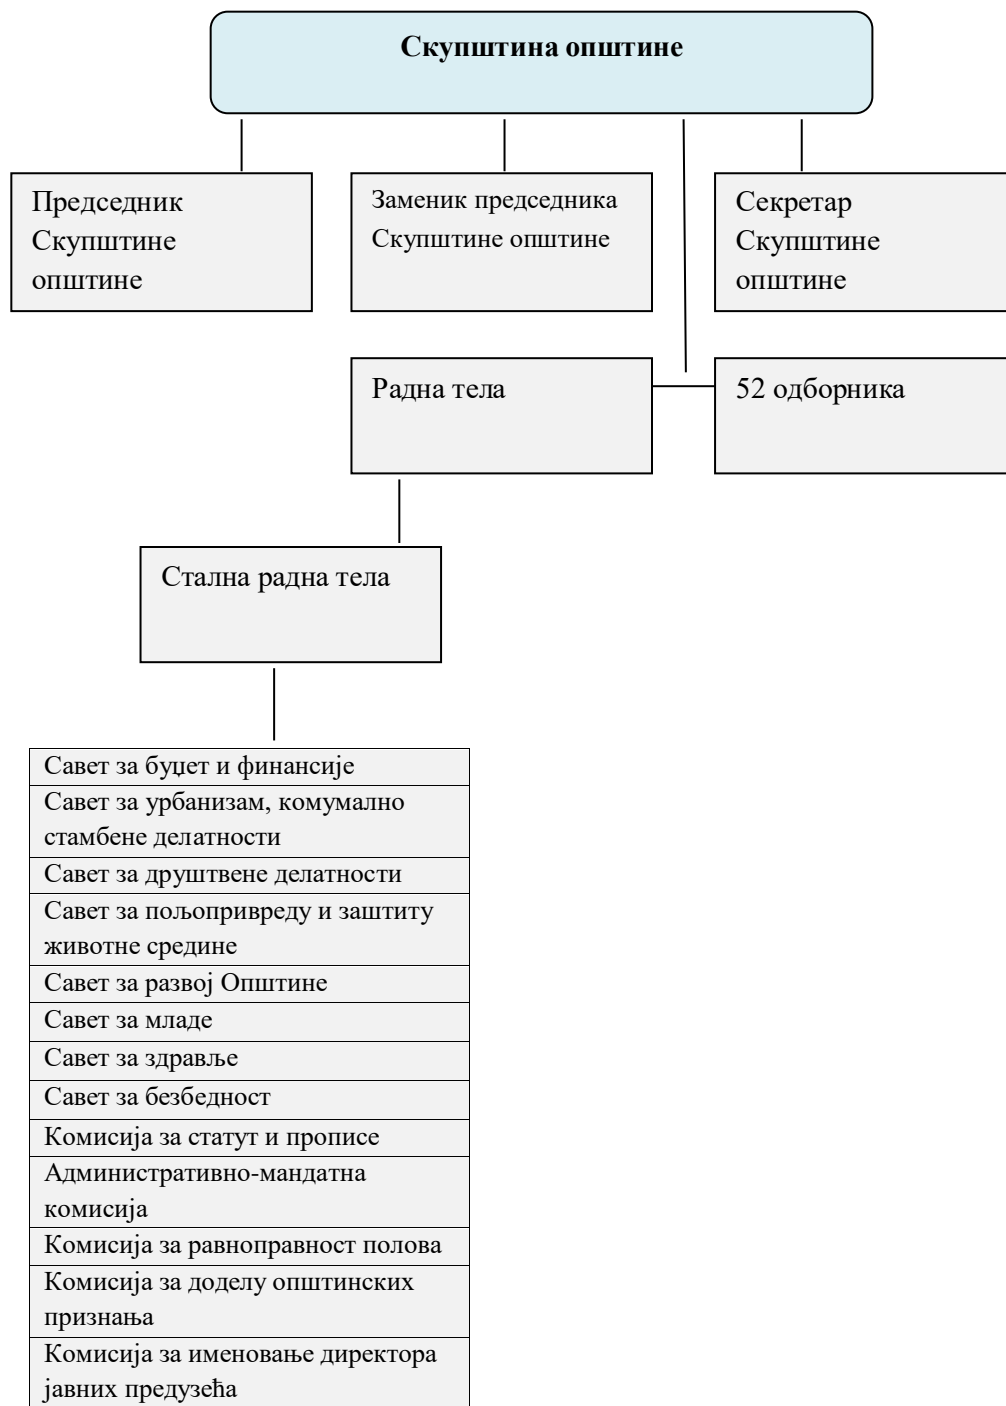 Скупштина општине
Председник
Скупштине
општине
Заменик председника
Скупштине општине
Секретар
Скупштине
општине
Радна тела
52 одборника
Стална радна тела
Савет за буџет и финансије
Савет за урбанизам, комумално
стамбене делатности
Савет за друштвене делатности
Савет за пољопривреду и заштиту
животне средине
Савет за развој Општине
Савет за младе
Савет за здравље
Савет за безбедност
Комисија за статут и прописе
Административно-мандатна
комисија
Комисија за равноправност полова
Комисија за доделу општинских
признања
Комисија за именовање директора
јавних предузећа